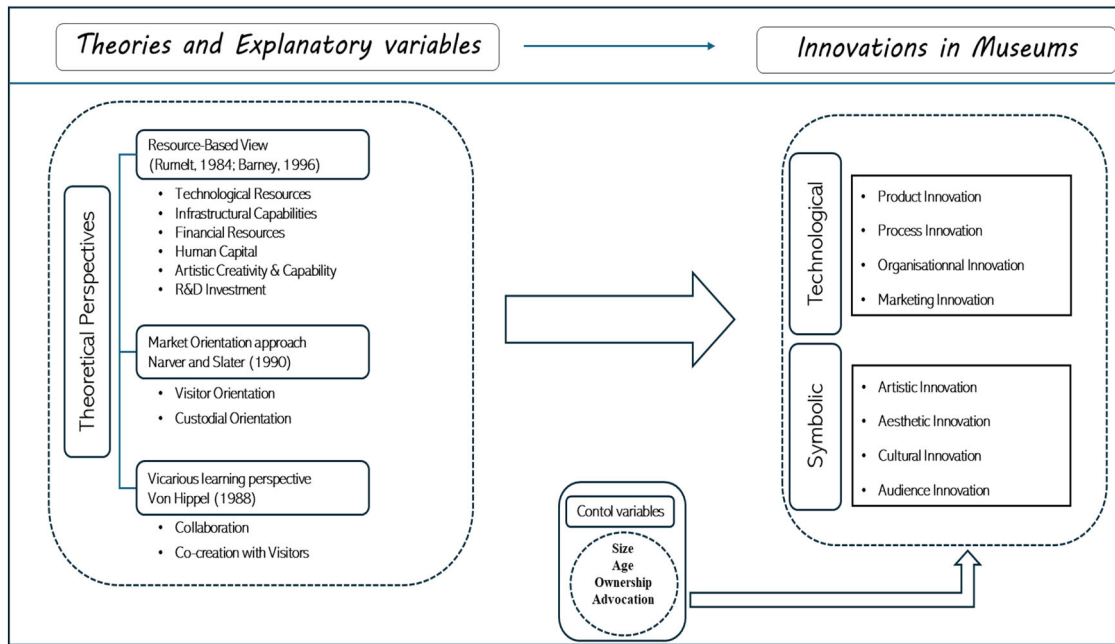 Theories and Explanatory variables
Innovations in Museums
Theoretical Perspectives
Resource-Based View
(Rumelt, 1984; Barney, 1996)
• Technological Resources
• Infrastructural Capabilities
• Financial Resources
• Human Capital
• Artistic Creativity & Capability
• R&D Investment
Market Orientation approach
Narver and Slater (1990)
• Visitor Orientation
• Custodial Orientation
Vicarious learning perspective
Von Hippel (1988)
• Collaboration
• Co-creation with Visitors
Contol variables
Size
Age
Ownership
Advocation
Technological
• Product Innovation
• Process Innovation
• Organisationnal Innovation
• Marketing Innovation
Symbolic
• Artistic Innovation
• Aesthetic Innovation
• Cultural Innovation
• Audience Innovation